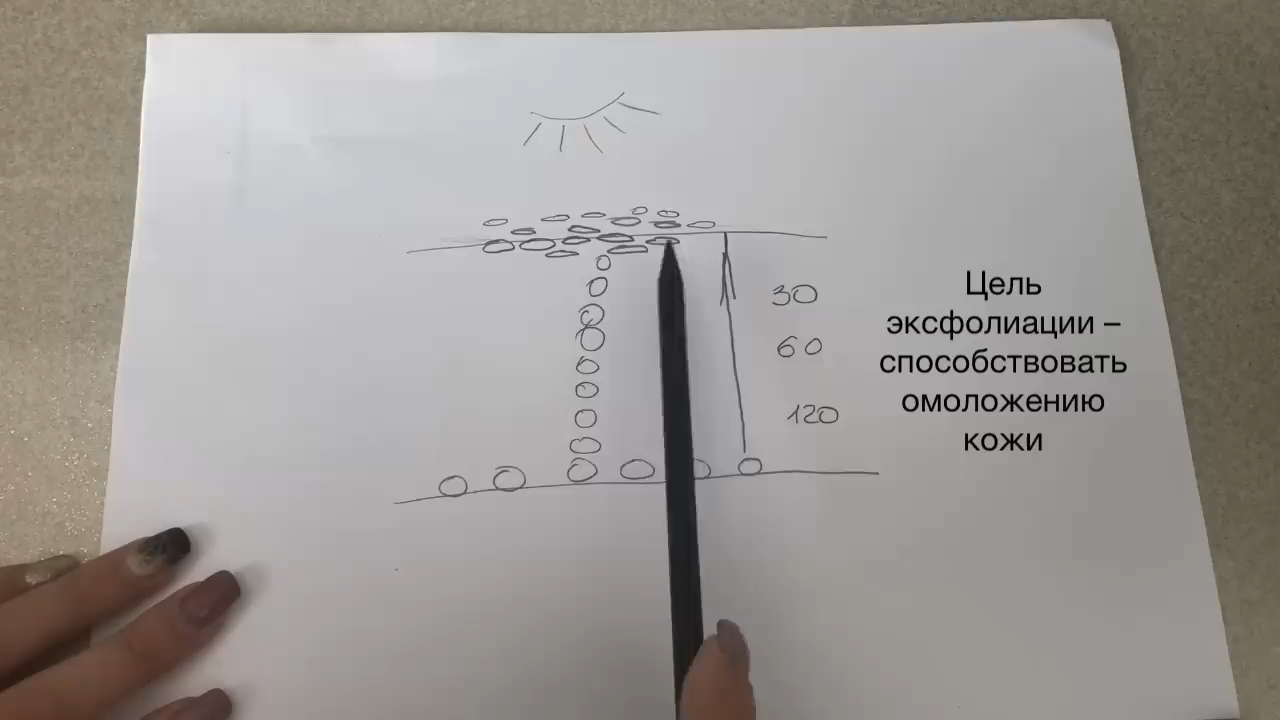 30
60
120
Цель
эксфолиации –
способствовать
омоложению
кожи